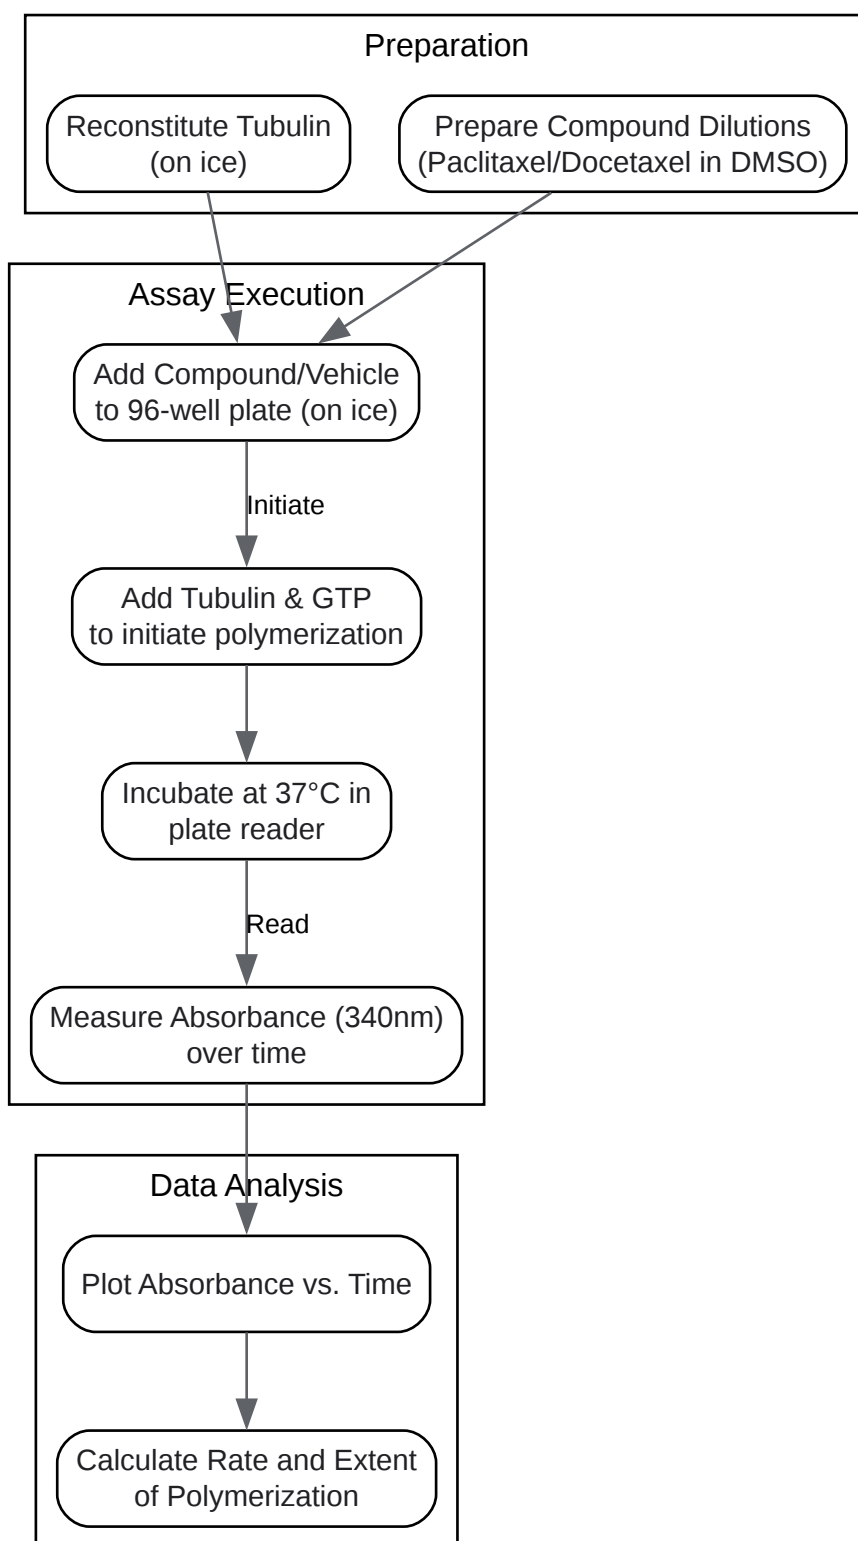 Preparation
Reconstitute Tubulin
(on ice)
Prepare Compound Dilutions
(Paclitaxel/Docetaxel in DMSO)
Assay Execution
Add Compound/Vehicle
to 96-well plate (on ice)
Initiate
Add Tubulin & GTP
to initiate polymerization
Incubate at 37°C in
plate reader
Read
Measure Absorbance (340nm)
over time
Data Analysis
Plot Absorbance vs. Time
Calculate Rate and Extent
of Polymerization